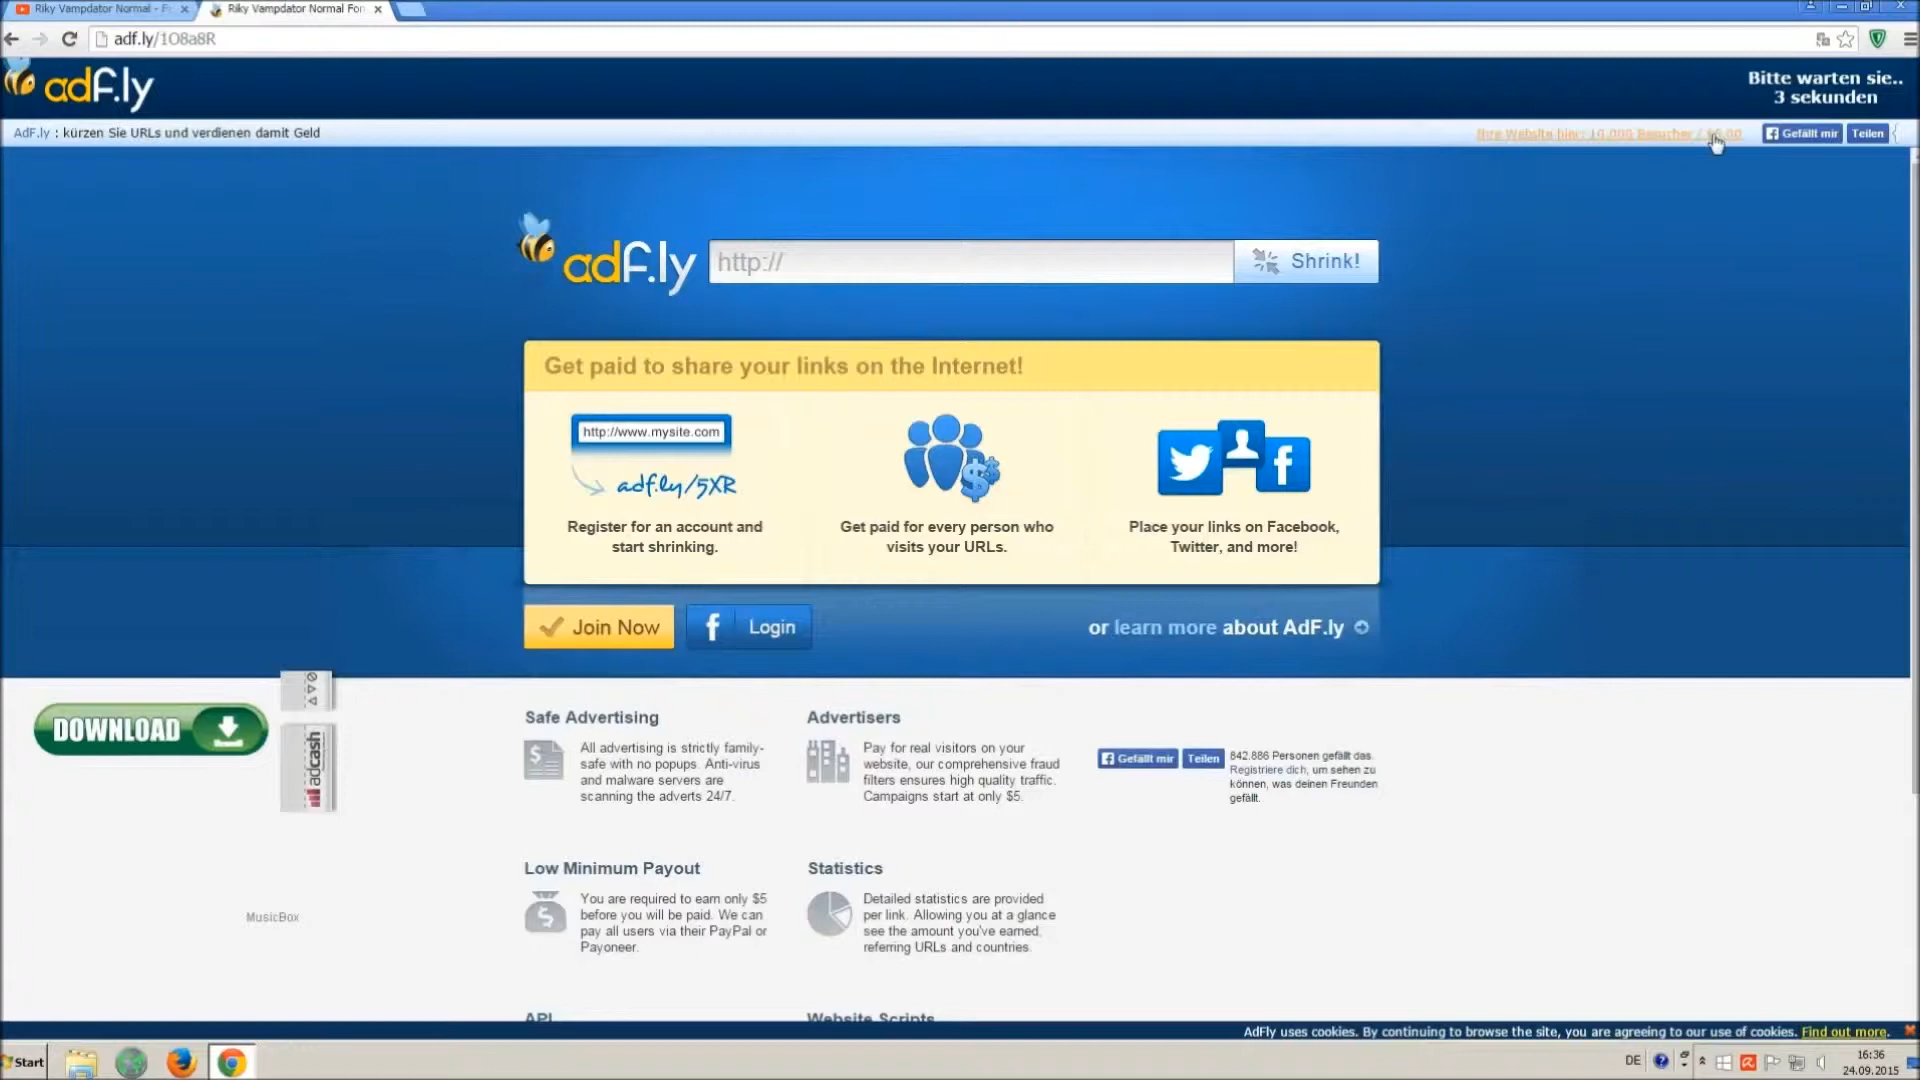 Riky Vampdator Normal - F
Riky Vampdator Normal For
adf.ly/1O8a8R
adf.ly
Bitte warten sie..
3 sekunden
AdF.ly : kürzen Sie URLs und verdienen damit Geld
Ihre Website hier: 10.000 Besucher /
Gefällt mir
Teilen
adf.ly
http://
Shrink!
Get paid to share your links on the Internet!
http://www.mysite.com
adf.ly/5XR
Register for an account and
start shrinking.
Get paid for every person who
visits your URLs.
Place your links on Facebook,
Twitter, and more!
Join Now
Login
or learn more about AdF.ly
DOWNLOAD
adcash
Safe Advertising
All advertising is strictly family-
safe with no popups. Anti-virus
and malware servers are
scanning the adverts 24/7.
Advertisers
Pay for real visitors on your
website, our comprehensive fraud
filters ensures high quality traffic.
Campaigns start at only $5.
Gefällt mir
Teilen
842.886 Personen gefällt das.
Registriere dich, um sehen zu
können, was deinen Freunden
gefällt.
Low Minimum Payout
You are required to earn only $5
before you will be paid. We can
pay all users via their PayPal or
Payoneer.
Statistics
Detailed statistics are provided
per link. Allowing you at a glance
see the amount you've earned,
referring URLs and countries.
MusicBox
API
Website Scripts
AdFly uses cookies. By continuing to browse the site, you are agreeing to our use of cookies. Find out more.
Start
DE
16:36
24.09.2015